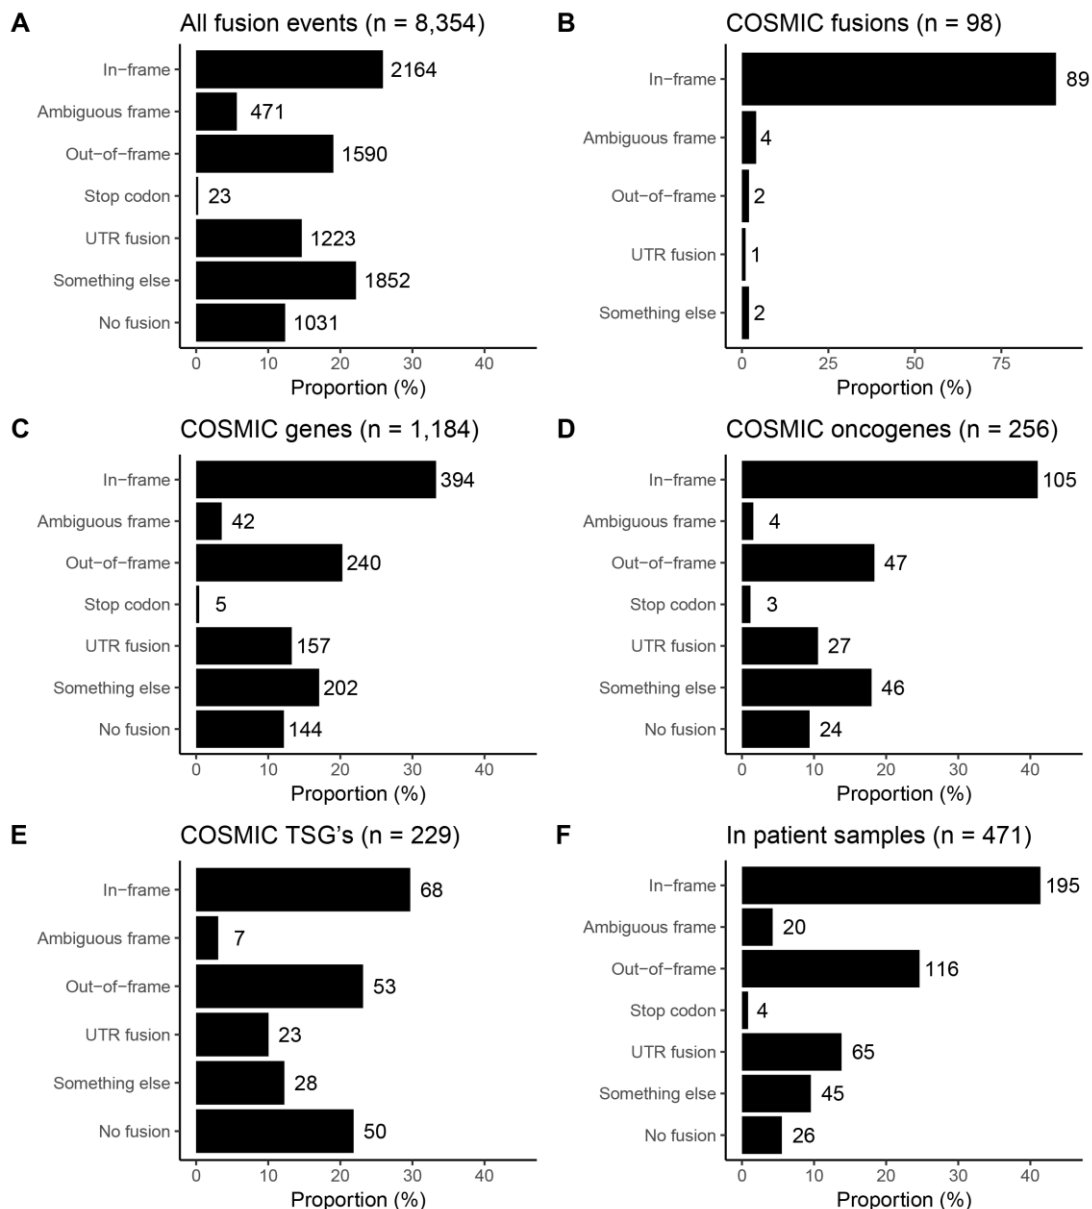 A All fusion events (n = 8,354)
In−frame 2164
Ambiguous frame 471
Out−of−frame 1590
Stop codon 23
UTR fusion 1223
Something else 1852
No fusion 1031
0 10 20 30 40
Proportion (%)
B COSMIC fusions (n = 98)
In−frame 89
Ambiguous frame 4
Out−of−frame 2
UTR fusion 1
Something else 2
0 25 50 75
Proportion (%)
C COSMIC genes (n = 1,184)
In−frame 394
Ambiguous frame 42
Out−of−frame 240
Stop codon 5
UTR fusion 157
Something else 202
No fusion 144
0 10 20 30 40
Proportion (%)
D COSMIC oncogenes (n = 256)
In−frame 105
Ambiguous frame 4
Out−of−frame 47
Stop codon 3
UTR fusion 27
Something else 46
No fusion 24
0 10 20 30 40
Proportion (%)
E COSMIC TSG's (n = 229)
In−frame 68
Ambiguous frame 7
Out−of−frame 53
UTR fusion 23
Something else 28
No fusion 50
0 10 20 30 40
Proportion (%)
F In patient samples (n = 471)
In−frame 195
Ambiguous frame 20
Out−of−frame 116
Stop codon 4
UTR fusion 65
Something else 45
No fusion 26
0 10 20 30 40
Proportion (%)